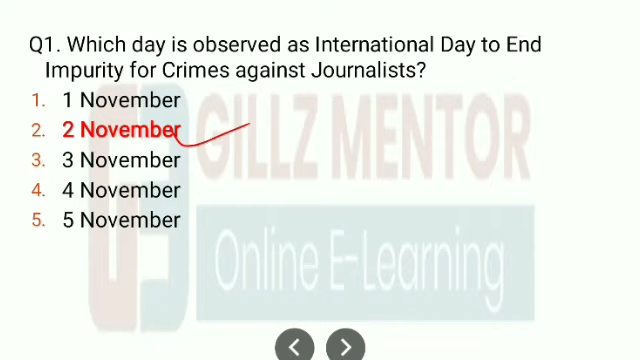 Q1. Which day is observed as International Day to End
Impurity for Crimes against Journalists?
1. 1 November
2. 2 November
3. 3 November
4. 4 November
5. 5 November
GILLZ MENTOR
Online E-Learning